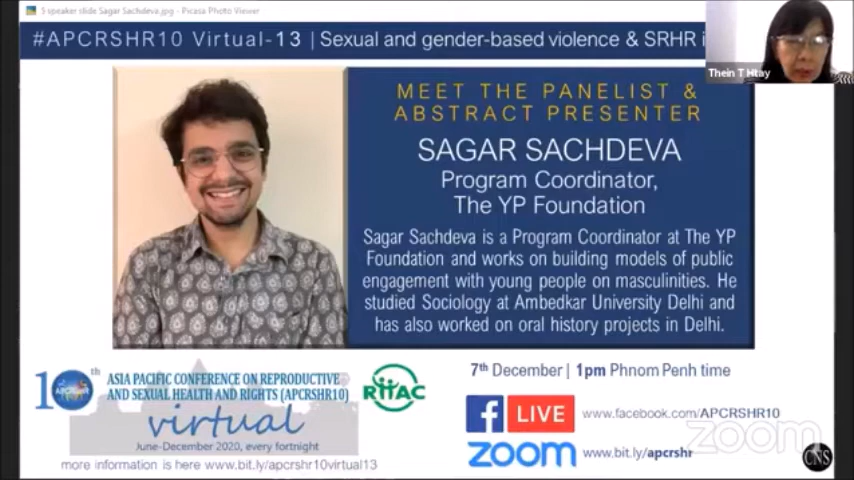 5 speaker slide Sagar Sachdeva.jpg - Picasa Photo Viewer
#APCRSHR10 Virtual-13 | Sexual and gender-based violence & SRHR i
Thein T Htay
MEET THE PANELIST &
ABSTRACT PRESENTER
SAGAR SACHDEVA
Program Coordinator,
The YP Foundation
Sagar Sachdeva is a Program Coordinator at The YP
Foundation and works on building models of public
engagement with young people on masculinities. He
studied Sociology at Ambedkar University Delhi and
has also worked on oral history projects in Delhi.
10th
ASIA PACIFIC CONFERENCE ON REPRODUCTIVE
AND SEXUAL HEALTH AND RIGHTS (APCRSHR10)
virtual
June-December 2020, every fortnight
more information is here www.bit.ly/apcrshr10virtual13
RHAC
7th December | 1pm Phnom Penh time
LIVE
www.facebook.com/APCRSHR10
zoom
www.bit.ly/apcrshr
zoom
CNS